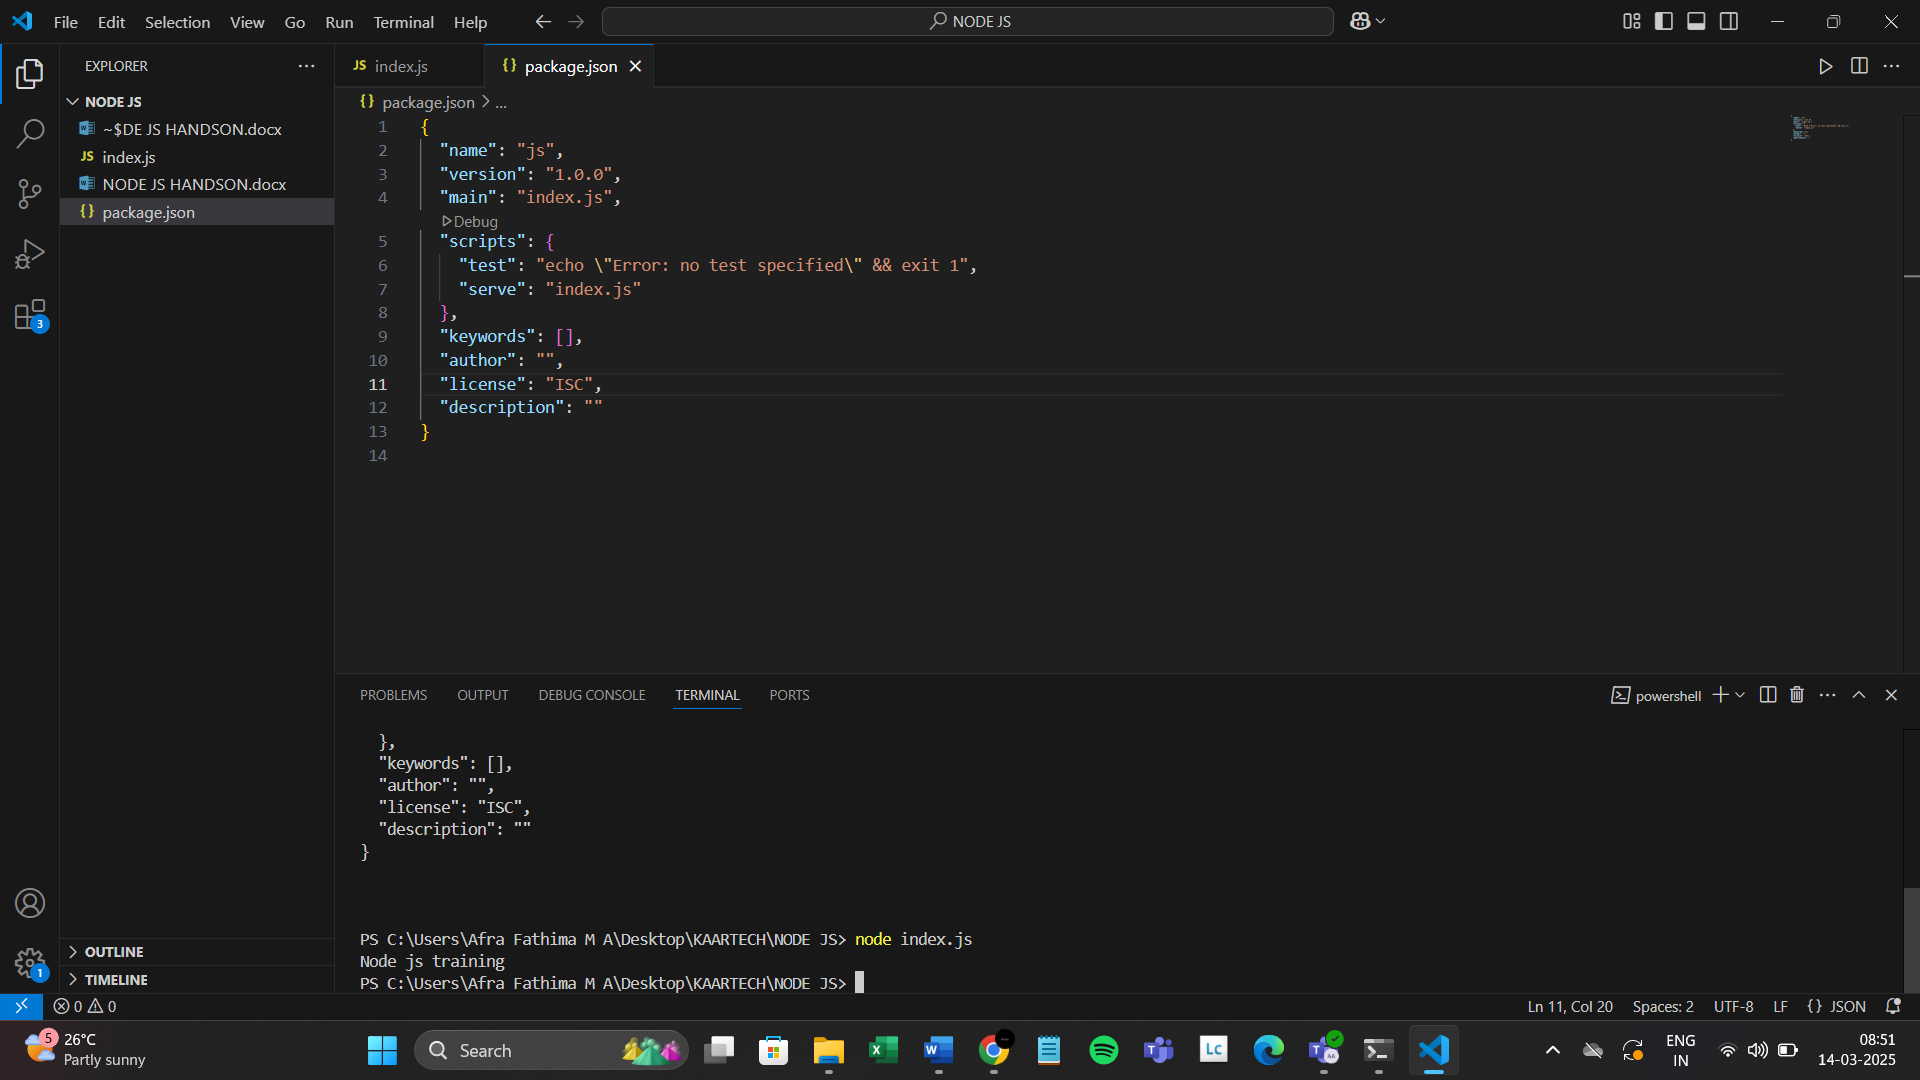 File Edit Selection View Go Run Terminal Help
NODE JS
EXPLORER
NODE JS
~$DE JS HANDSON.docx
index.js
NODE JS HANDSON.docx
package.json
JS index.js
{} package.json
{} package.json > ...
1 {
2 "name": "js",
3 "version": "1.0.0",
4 "main": "index.js",
Debug
5 "scripts": {
6 "test": "echo \"Error: no test specified\" && exit 1",
7 "serve": "index.js"
8 },
9 "keywords": [],
10 "author": "",
11 "license": "ISC",
12 "description": ""
13 }
14
PROBLEMS OUTPUT DEBUG CONSOLE TERMINAL PORTS
powershell
},
"keywords": [],
"author": "",
"license": "ISC",
"description": ""
}
PS C:\Users\Afra Fathima M A\Desktop\KAARTECH\NODE JS> node index.js
Node js training
PS C:\Users\Afra Fathima M A\Desktop\KAARTECH\NODE JS>
3
1
OUTLINE
TIMELINE
0 0
Ln 11, Col 20 Spaces: 2 UTF-8 LF {} JSON
5
26°C
Partly sunny
Search
LC
ENG
IN
08:51
14-03-2025